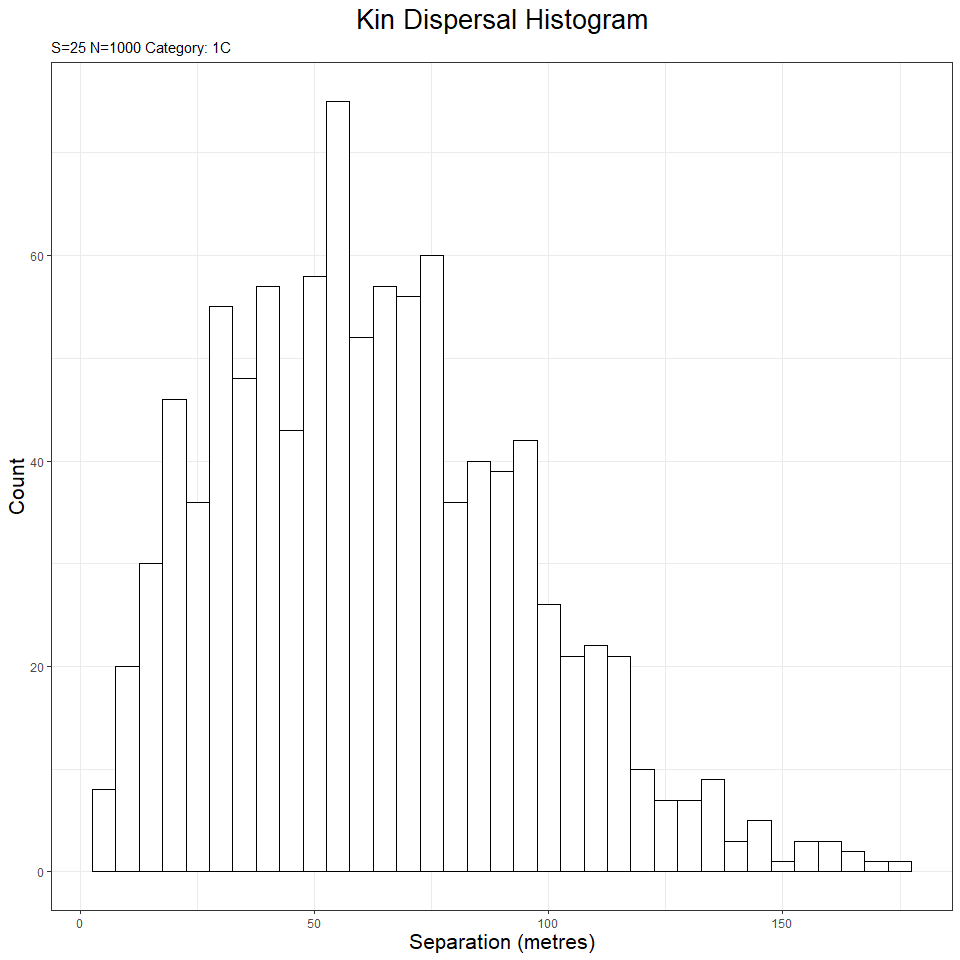 Kin Dispersal Histogram
S=25 N=1000 Category: 1C
Count
60
40
20
0
0 50 100 150
Separation (metres)